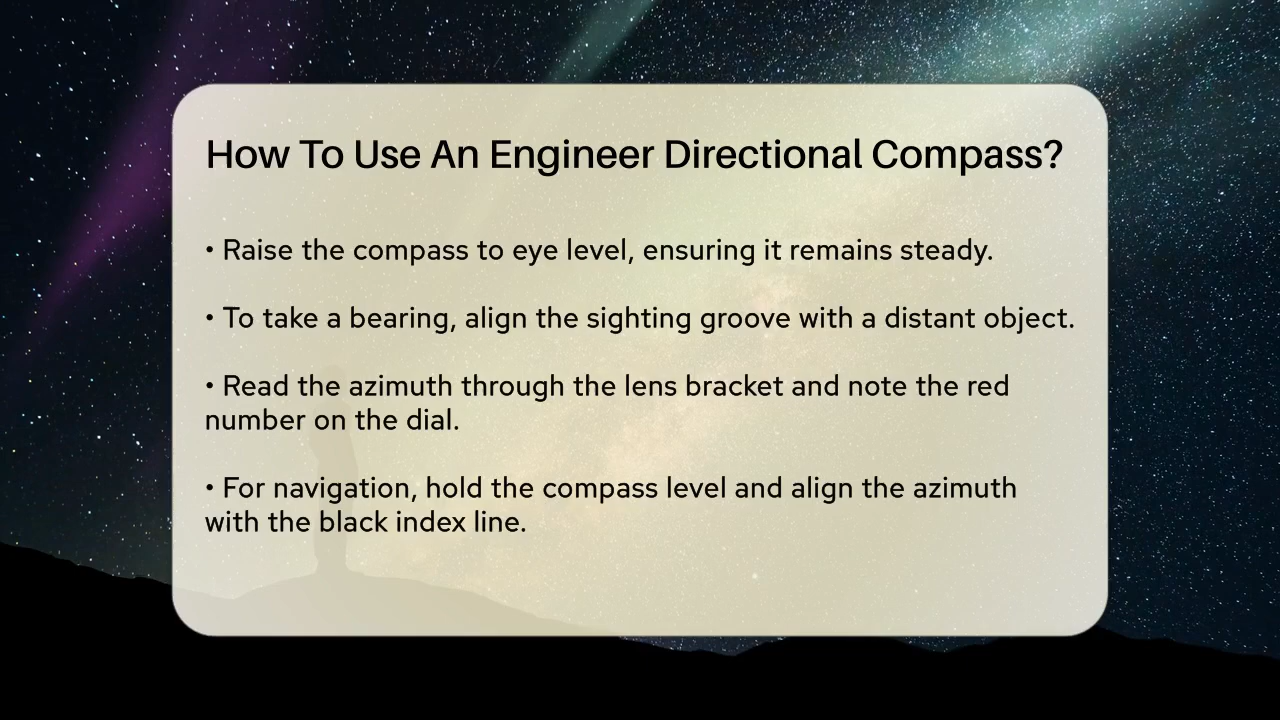 How To Use An Engineer Directional Compass?
• Raise the compass to eye level, ensuring it remains steady.
• To take a bearing, align the sighting groove with a distant object.
• Read the azimuth through the lens bracket and note the red
number on the dial.
• For navigation, hold the compass level and align the azimuth
with the black index line.